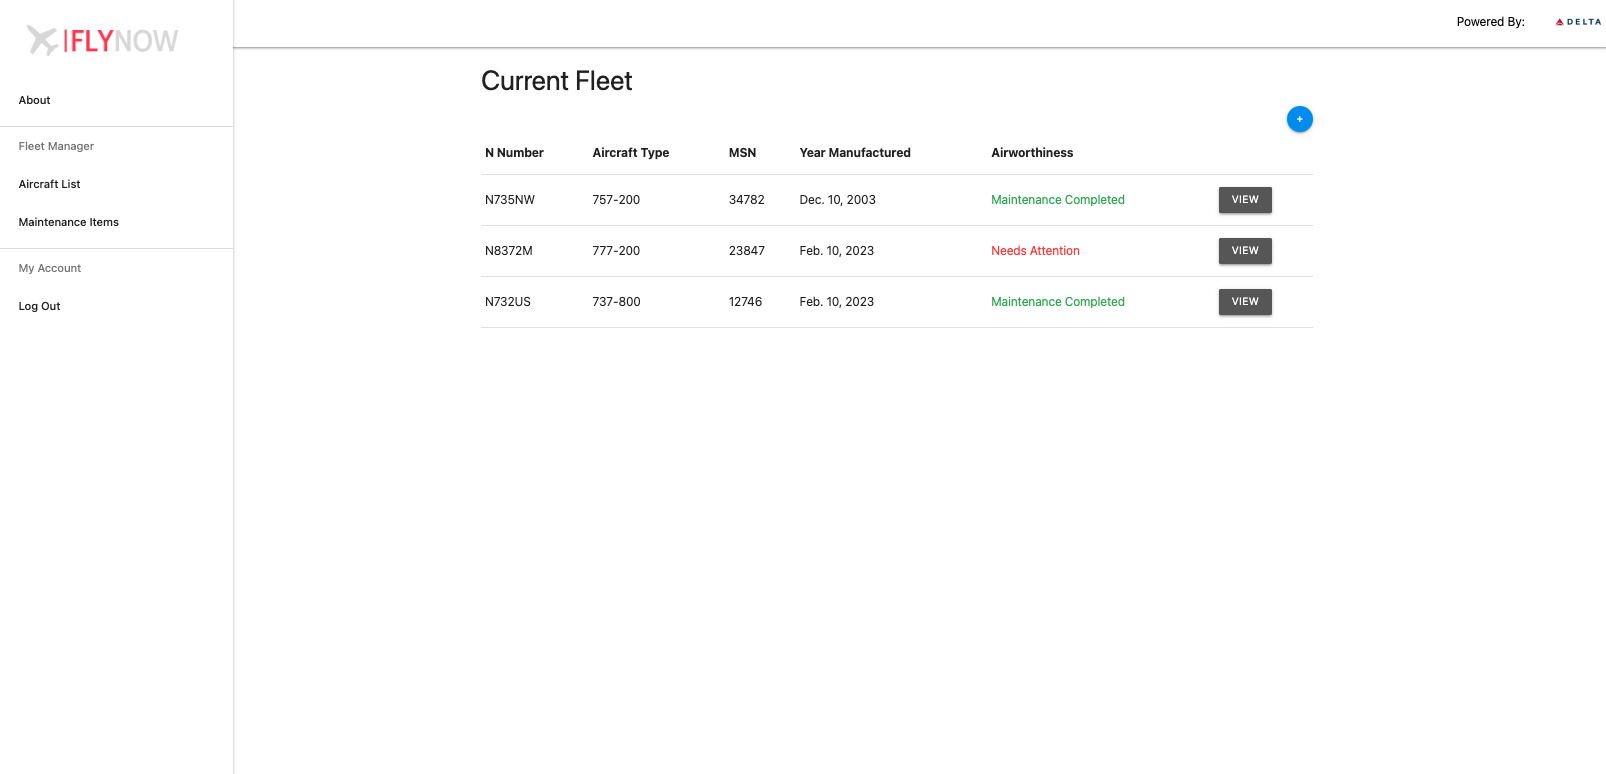 IFLYNOW
Powered By: DELTA
About
Fleet Manager
Aircraft List
Maintenance Items
My Account
Log Out
Current Fleet
+
N Number Aircraft Type MSN Year Manufactured Airworthiness
N735NW 757-200 34782 Dec. 10, 2003 Maintenance Completed VIEW
N8372M 777-200 23847 Feb. 10, 2023 Needs Attention VIEW
N732US 737-800 12746 Feb. 10, 2023 Maintenance Completed VIEW